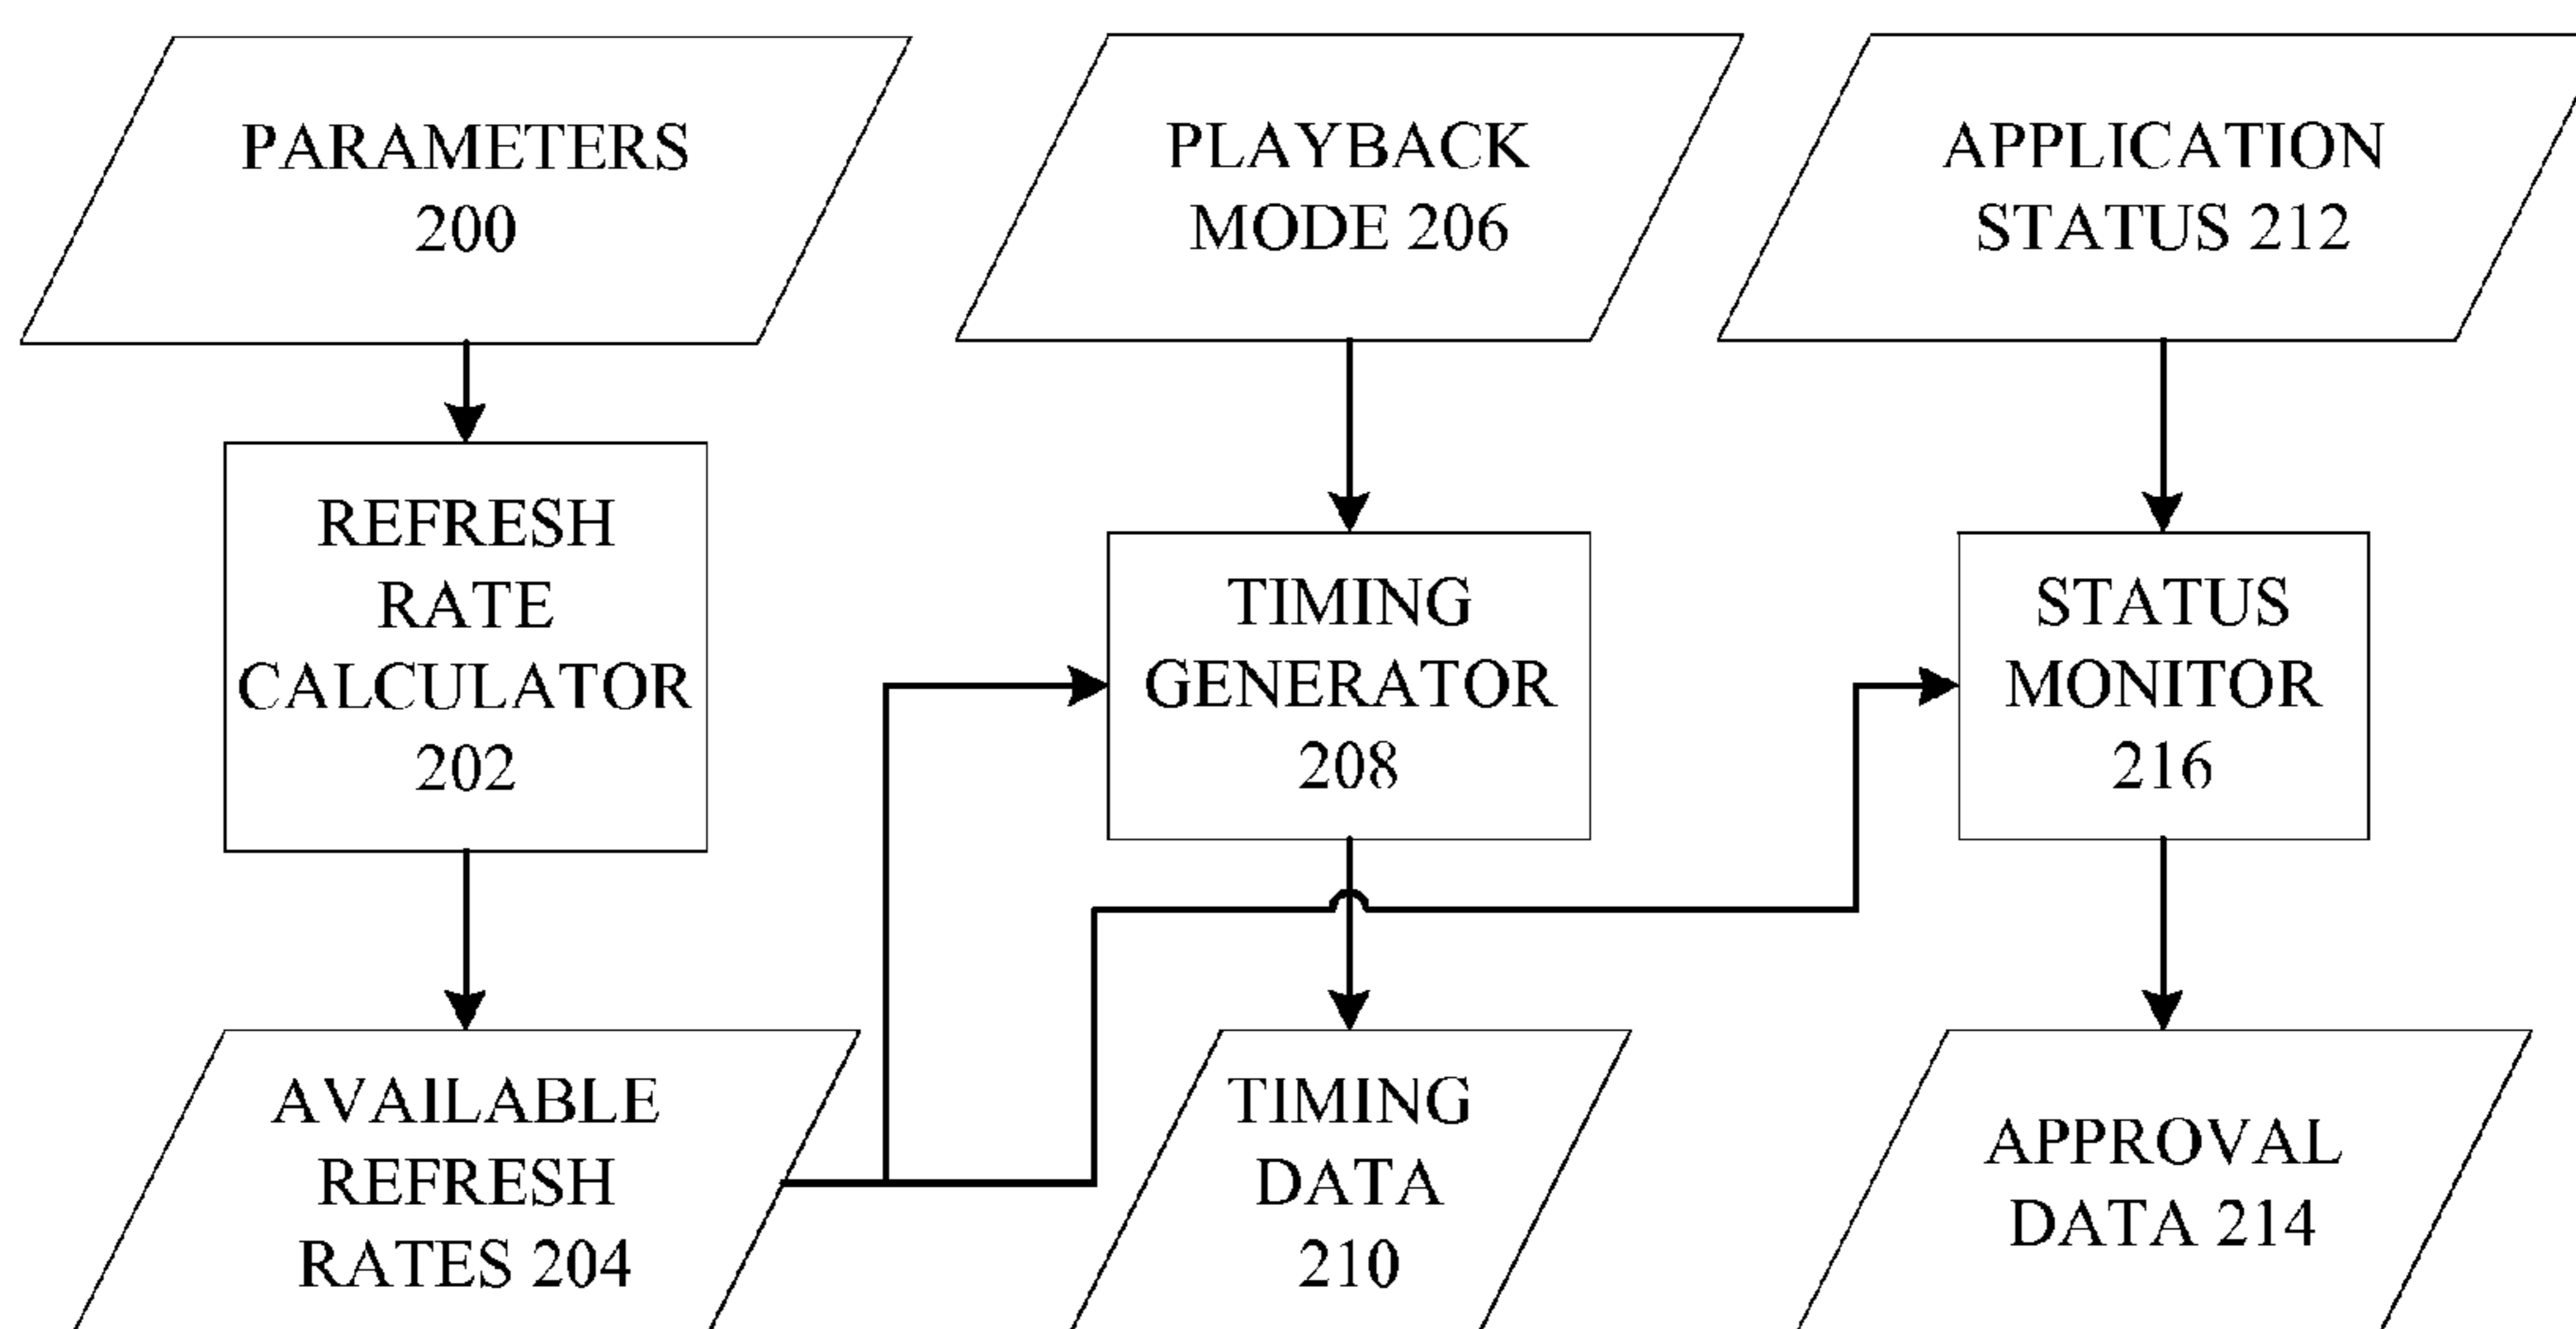 PARAMETERS
200
PLAYBACK
MODE 206
APPLICATION
STATUS 212
REFRESH
RATE
CALCULATOR
202
TIMING
GENERATOR
208
STATUS
MONITOR
216
AVAILABLE
REFRESH
RATES 204
TIMING
DATA
210
APPROVAL
DATA 214